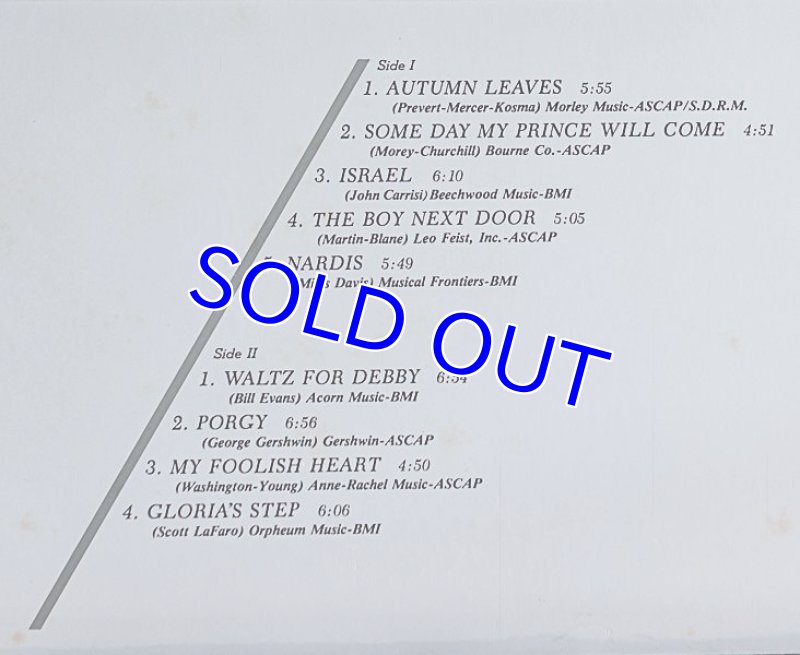 Side I
1. AUTUMN LEAVES 5:55
(Prevert-Mercer-Kosma) Morley Music-ASCAP/S.D.R.M.
2. SOME DAY MY PRINCE WILL COME 4:51
(Morey-Churchill) Bourne Co.-ASCAP
3. ISRAEL 6:10
(John Carrisi) Beechwood Music-BMI
4. THE BOY NEXT DOOR 5:05
(Martin-Blane) Leo Feist, Inc.-ASCAP
NARDIS 5:49
(Miles Davis) Musical Frontiers-BMI
SOLD OUT
Side II
1. WALTZ FOR DEBBY
(Bill Evans) Acorn Music-BMI
2. PORGY 6:56
(George Gershwin) Gershwin-ASCAP
3. MY FOOLISH HEART 4:50
(Washington-Young) Anne-Rachel Music-ASCAP
4. GLORIA'S STEP 6:06
(Scott LaFaro) Orpheum Music-BMI